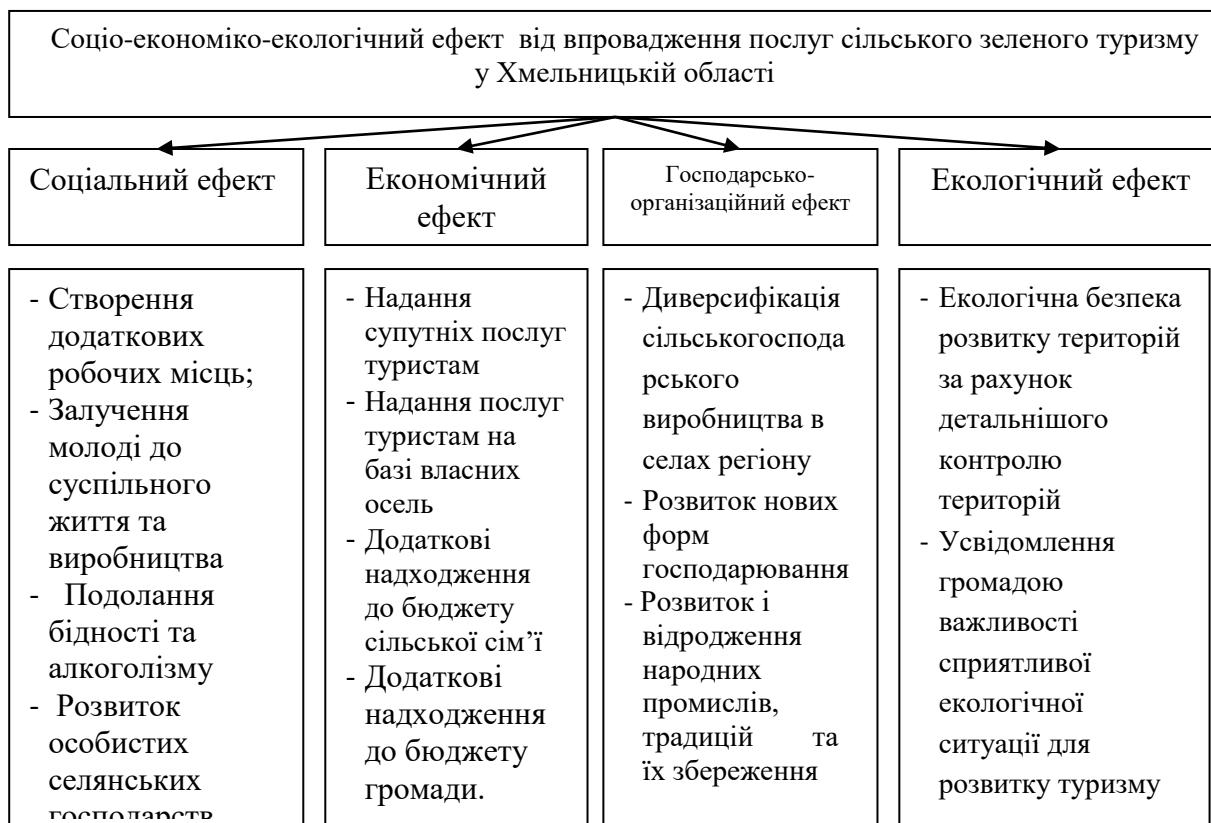 Соціо-економіко-екологічний ефект від впровадження послуг сільського зеленого туризму
у Хмельницькій області
Соціальний ефект
Економічний
ефект
Господарсько-
організаційний ефект
Екологічний ефект
- Створення
додаткових
робочих місць;
- Залучення
молоді до
суспільного
життя та
виробництва
- Подолання
бідності та
алкоголізму
- Розвиток
особистих
селянських
господарств
- Надання
супутніх послуг
туристам
- Надання послуг
туристам на
базі власних
осель
- Додаткові
надходження
до бюджету
сільської сім’ї
- Додаткові
надходження
до бюджету
громади.
- Диверсифікація
сільськогоспода
рського
виробництва в
селах регіону
- Розвиток нових
форм
господарювання
- Розвиток і
відродження
народних
промислів,
традицій та
їх збереження
- Екологічна безпека
розвитку територій
за рахунок
детальнішого
контролю
територій
- Усвідомлення
громадою
важливості
сприятливої
екологічної
ситуації для
розвитку туризму